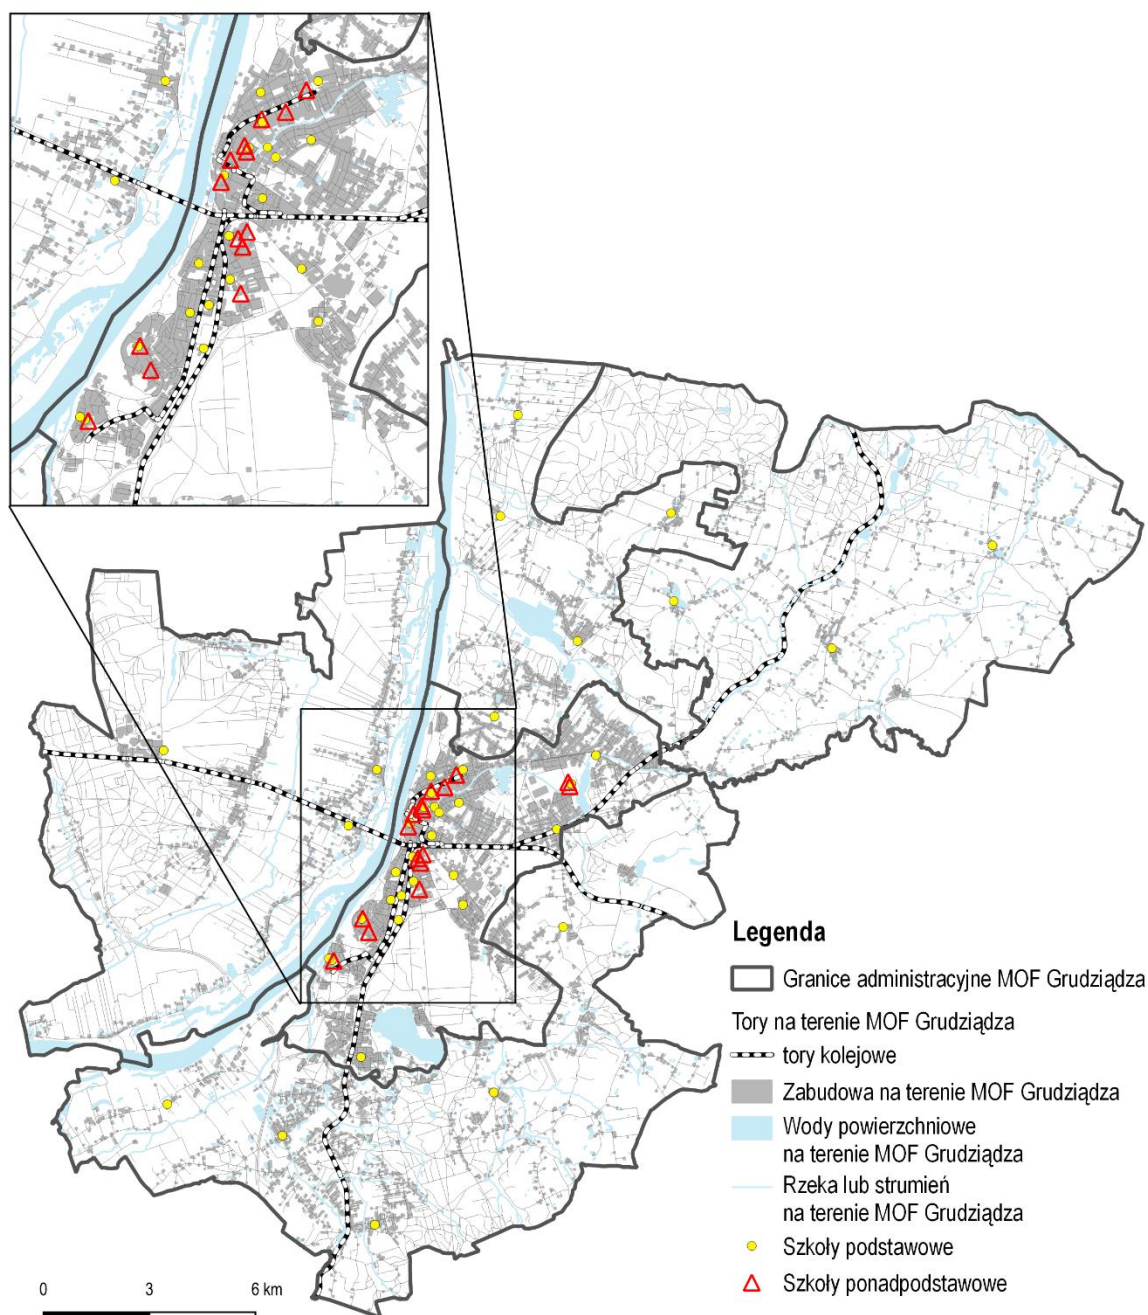 Legenda
Granice administracyjne MOF Grudziądza
Tory na terenie MOF Grudziądza
tory kolejowe
Zabudowa na terenie MOF Grudziądza
Wody powierzchniowe
na terenie MOF Grudziądza
Rzeka lub strumień
na terenie MOF Grudziądza
Szkoły podstawowe
Szkoły ponadpodstawowe
0 3 6 km